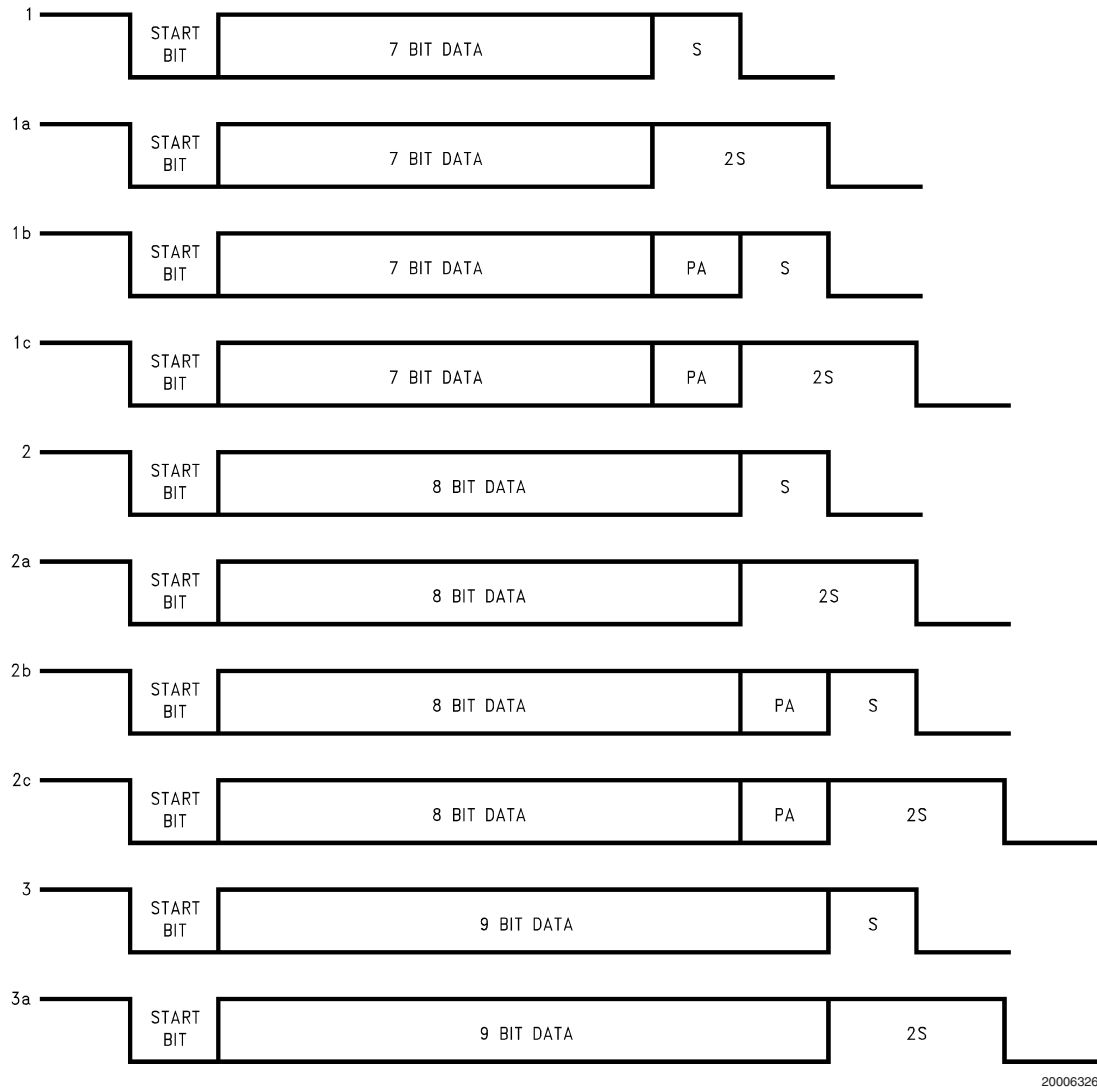 1
START
BIT
7 BIT DATA
S
1a
START
BIT
7 BIT DATA
2S
1b
START
BIT
7 BIT DATA
PA
S
1c
START
BIT
7 BIT DATA
PA
2S
2
START
BIT
8 BIT DATA
S
2a
START
BIT
8 BIT DATA
2S
2b
START
BIT
8 BIT DATA
PA
S
2c
START
BIT
8 BIT DATA
PA
2S
3
START
BIT
9 BIT DATA
S
3a
START
BIT
9 BIT DATA
2S
20006326